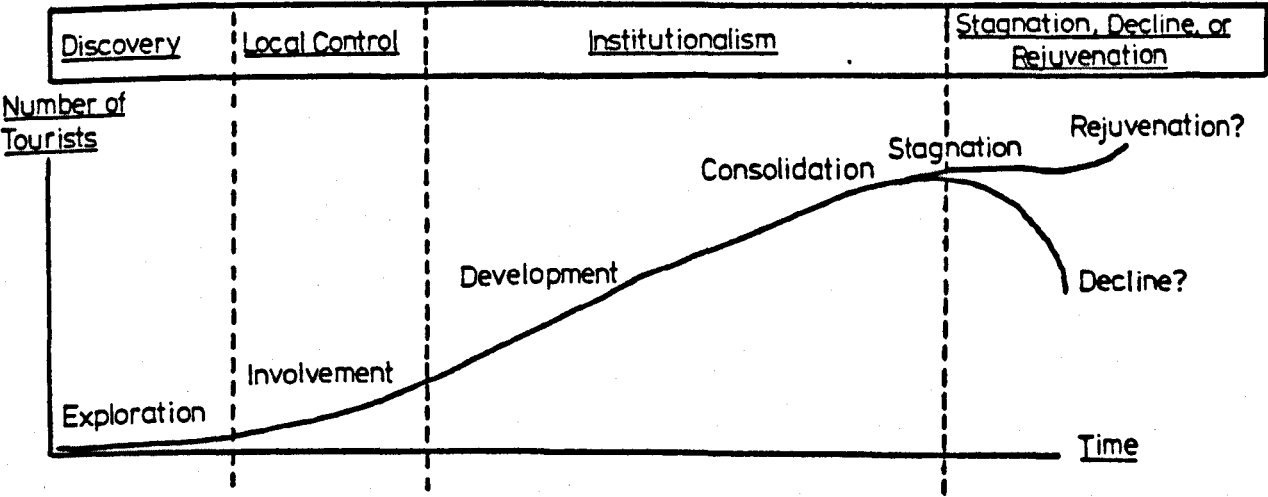 Discovery
Local Control
Institutionalism
Stagnation, Decline, or
Rejuvenation
Number of
Tourists
Rejuvenation?
Stagnation
Consolidation
Development
Decline?
Involvement
Exploration
Time